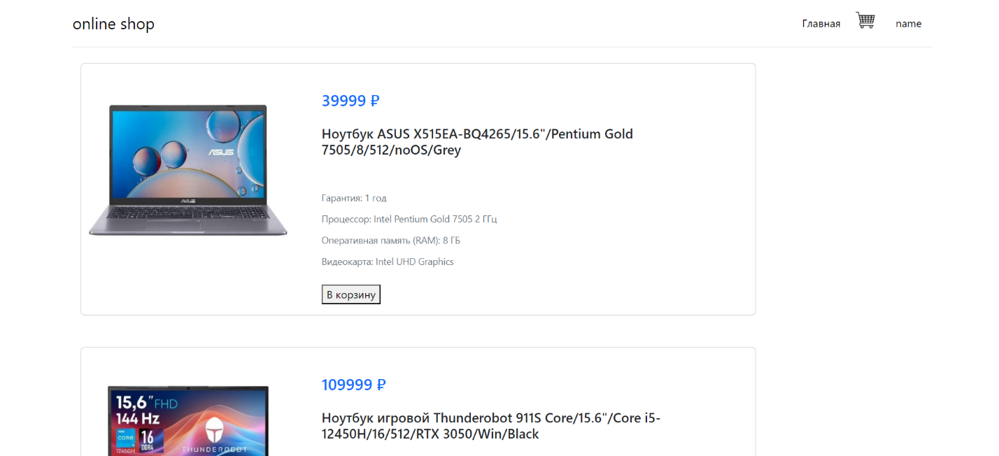 online shop
Главная
name
39999 ₽
Ноутбук ASUS X515EA-BQ4265/15.6"/Pentium Gold
7505/8/512/noOS/Grey
ASUS
ASUS
Гарантия: 1 год
Процессор: Intel Pentium Gold 7505 2 ГГц
Оперативная память (RAM): 8 ГБ
Видеокарта: Intel UHD Graphics
В корзину
109999 ₽
Ноутбук игровой Thunderobot 911S Core/15.6"/Core i5-
12450H/16/512/RTX 3050/Win/Black
15,6" FHD
144 Hz
intel
CORE
12450H
16
DDR4
THUNDEROBOT